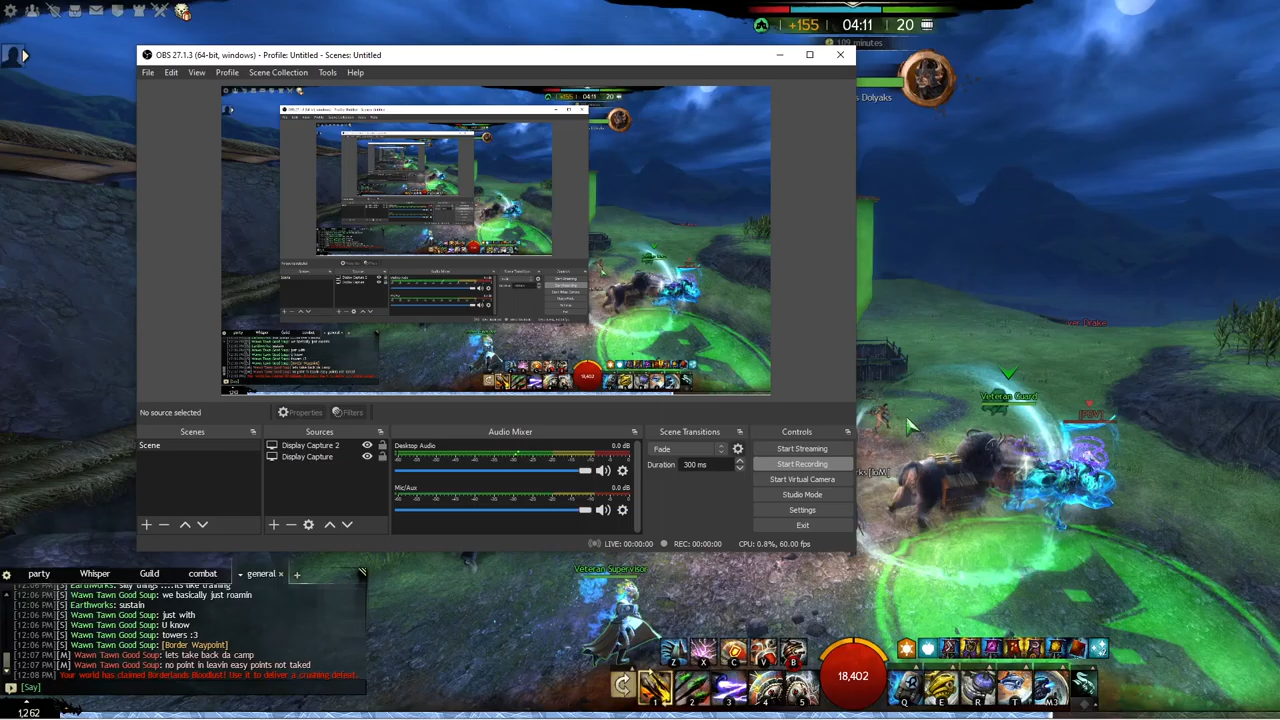 +155 04:11 20
109 minutes
OBS 27.1.3 (64-bit, windows) - Profile: Untitled - Scenes: Untitled
File Edit View Profile Scene Collection Tools Help
s Dolyaks
No source selected
Properties
Filters
Scenes
Scene
Sources
Display Capture 2
Display Capture
Audio Mixer
Desktop Audio 0.0 dB
Mic/Aux 0.0 dB
Scene Transitions
Fade
Duration 300 ms
Controls
Start Streaming
Start Recording
Start Virtual Camera
Studio Mode
Settings
Exit
LIVE: 00:00:00 REC: 00:00:00 CPU: 0.8%, 60.00 fps
Veteran Guard
Veteran Supervisor
party Whisper Guild combat general × +
[12:06 PM][S] Wawn Tawn Good Soup: we basically just roamin
[12:06 PM][S] Earthworks: sustain
[12:06 PM][S] Wawn Tawn Good Soup: just with
[12:06 PM][S] Wawn Tawn Good Soup: U know
[12:06 PM][S] Wawn Tawn Good Soup: towers :3
[12:06 PM][S] Wawn Tawn Good Soup: [Border Waypoint]
[12:07 PM][M] Wawn Tawn Good Soup: lets take back da camp
[12:07 PM][M] Wawn Tawn Good Soup: no point in leavin easy points not taked
[12:08 PM] Your world has claimed Borderlands Bloodlust! Use it to deliver a crushing defeat.
[Say]
1,262
Z X C V B
18,402
1 2 3 4 5
Q E R T M3